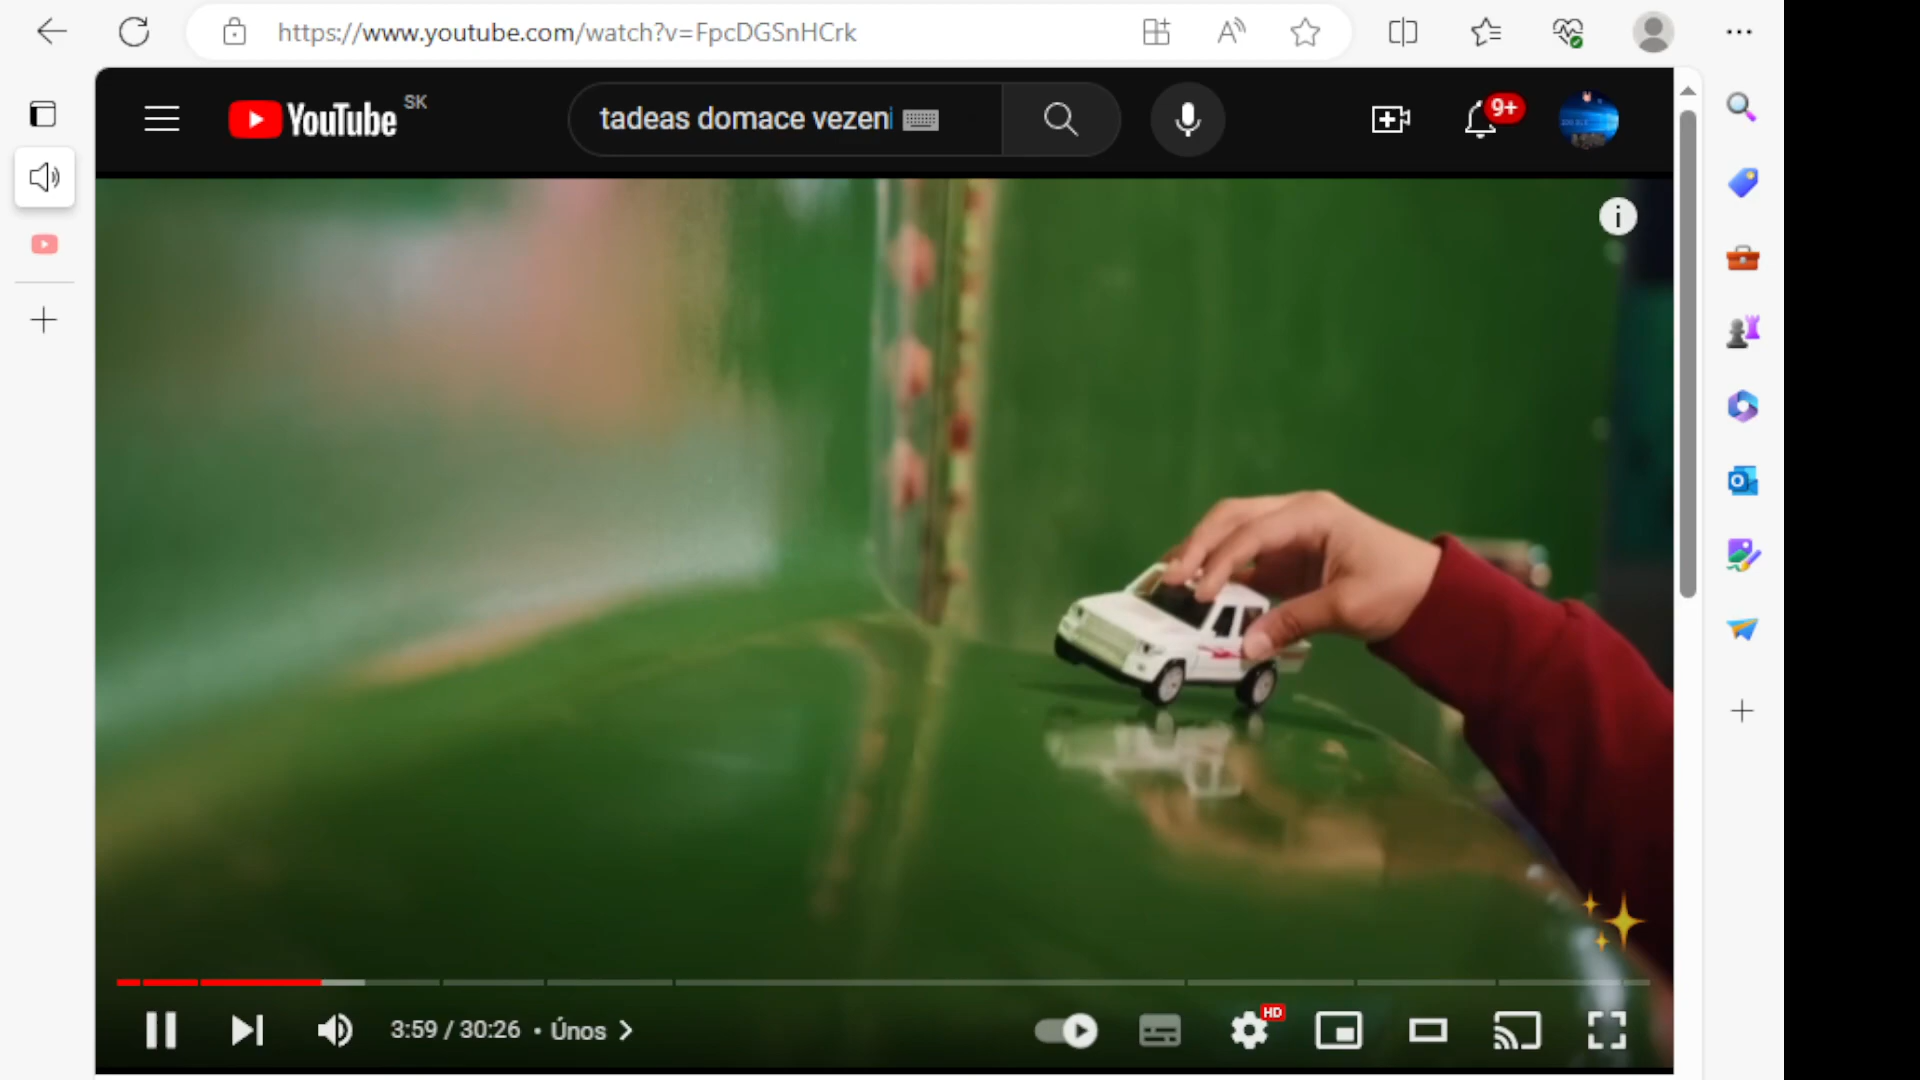 https://www.youtube.com/watch?v=FpcDGSnHCrk
YouTube SK
tadeas domace vezeni
9+
3:59 / 30:26 • Únos
HD